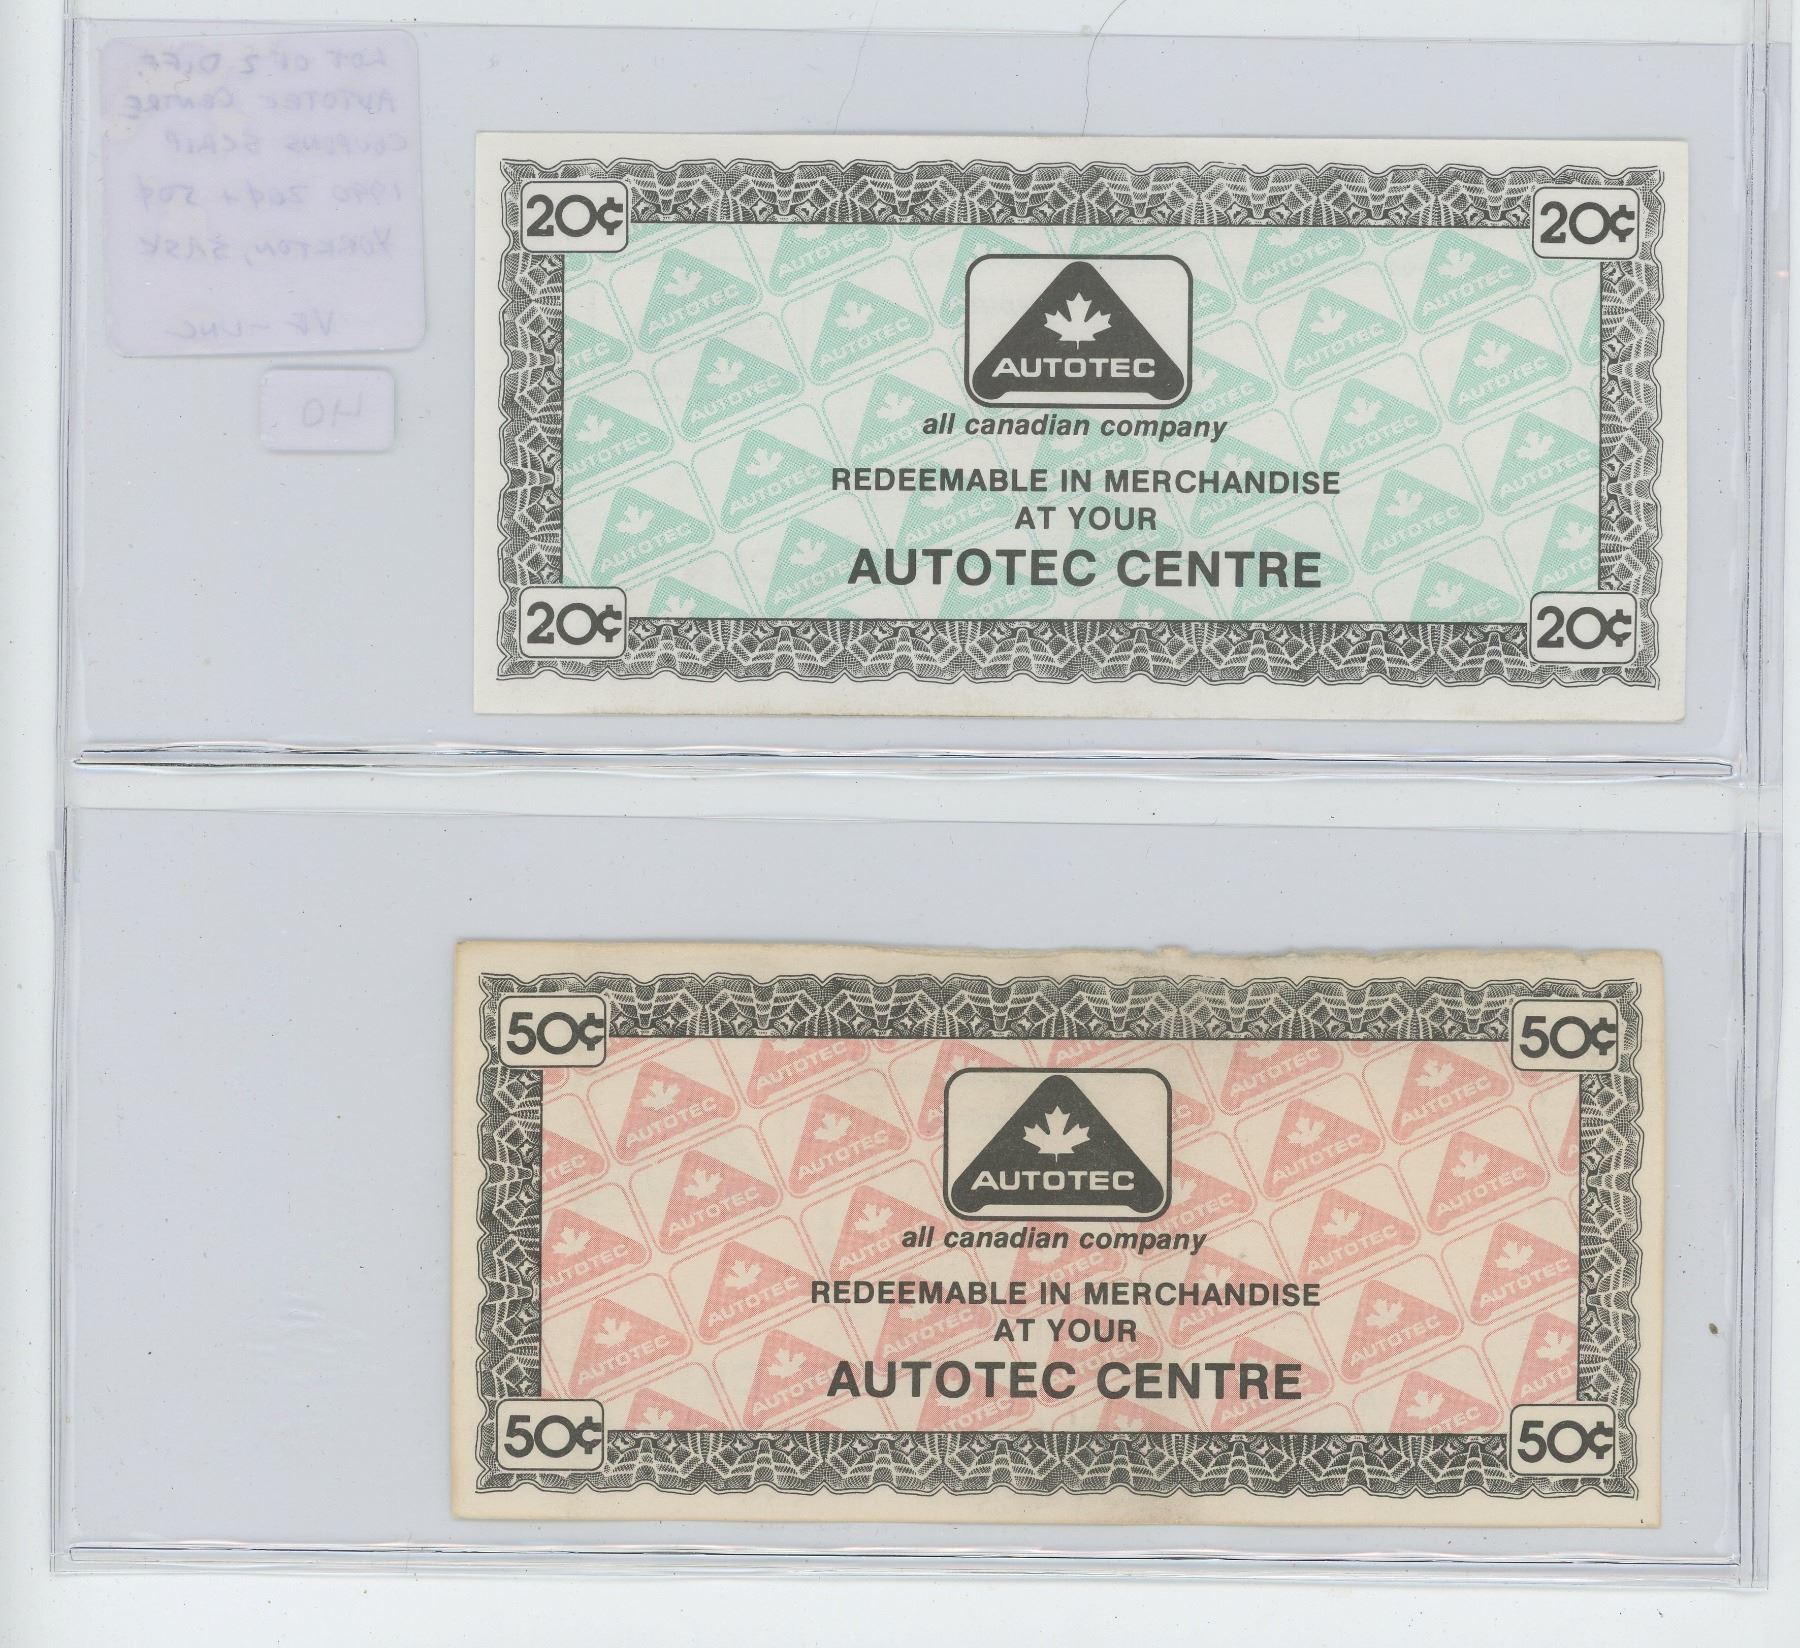 LOT OF 2 DIFF.
AUTOTEC CENTRE
COUPONS SCRIP
1990 20¢ + 50¢
YORKTON, SASK
VF-UNC
40
20¢ 20¢
AUTOTEC
all canadian company
REDEEMABLE IN MERCHANDISE
AT YOUR
AUTOTEC CENTRE
20¢ 20¢
50¢ 50¢
AUTOTEC
all canadian company
REDEEMABLE IN MERCHANDISE
AT YOUR
AUTOTEC CENTRE
50¢ 50¢